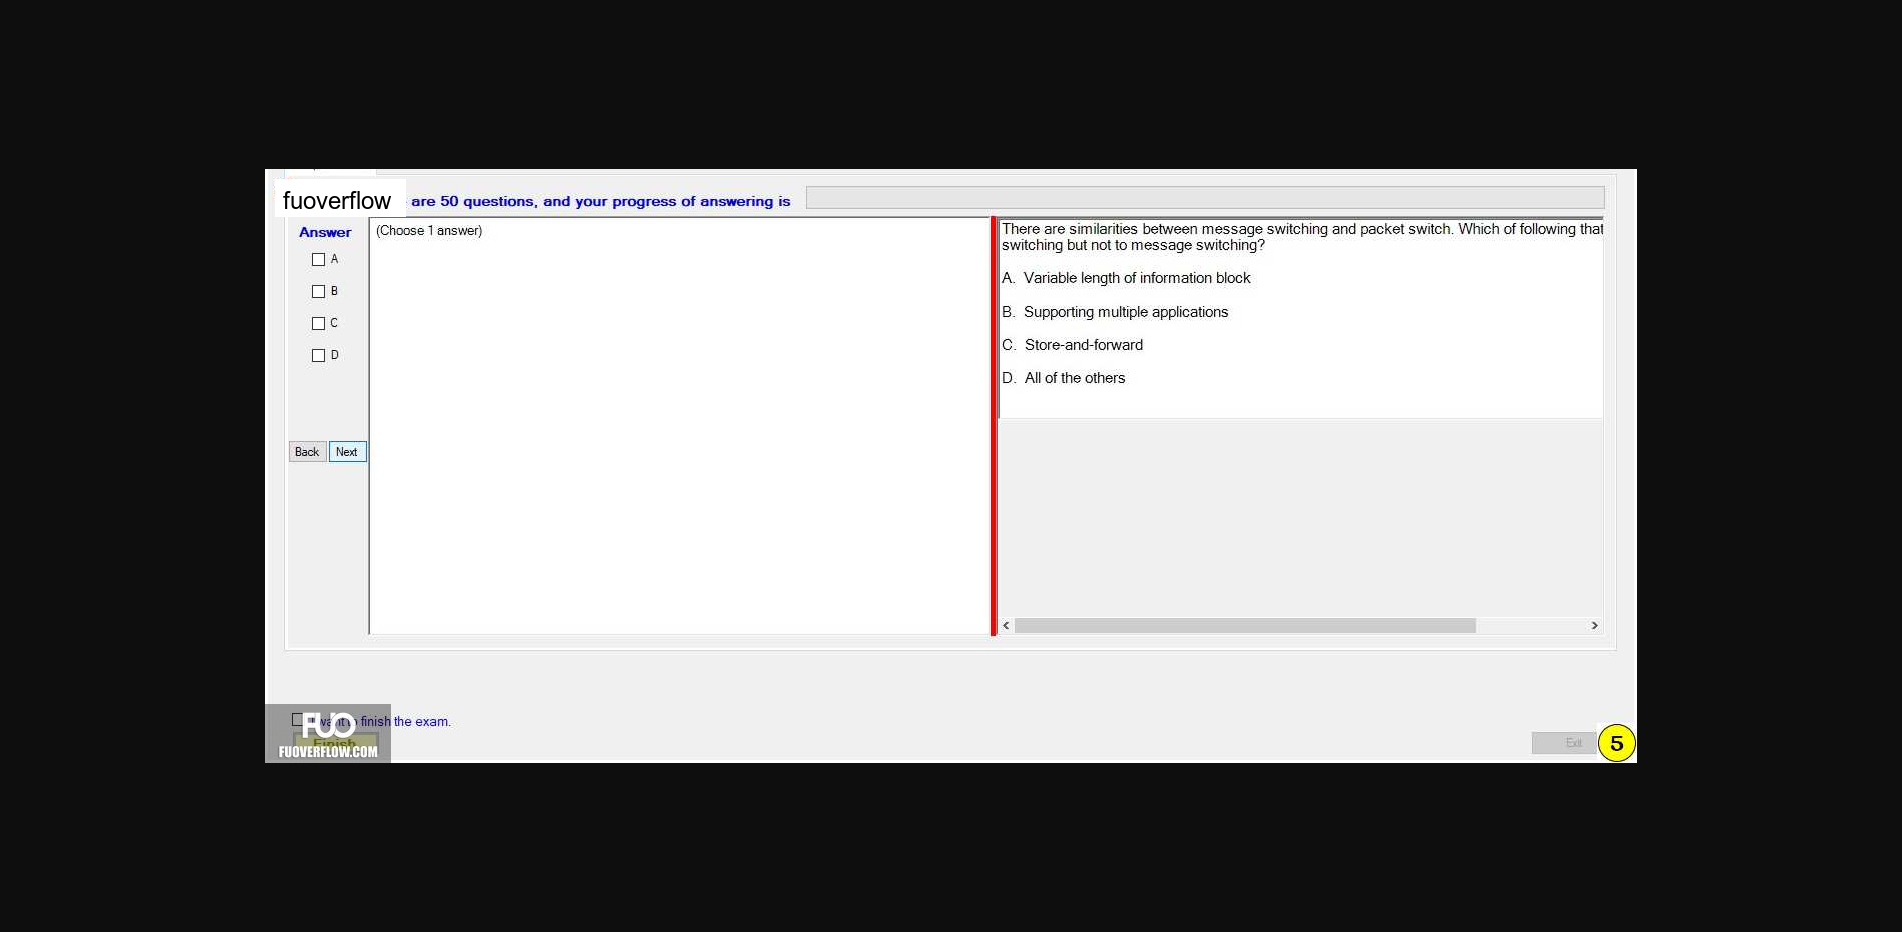 fuoverflow are 50 questions, and your progress of answering is
Answer
A
B
C
D
Back Next
(Choose 1 answer)
There are similarities between message switching and packet switch. Which of following that
switching but not to message switching?
A. Variable length of information block
B. Supporting multiple applications
C. Store-and-forward
D. All of the others
I want to finish the exam.
Finish
FUO
FUOVERFLOW.COM
Exit
5